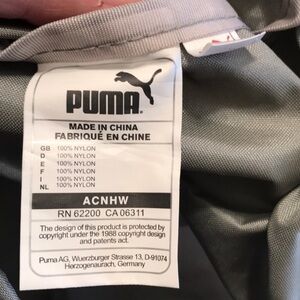 PUMA
MADE IN CHINA
FABRIQUÉ EN CHINE
GB 100% NYLON
D 100% NYLON
E 100% NYLON
F 100% NYLON
I 100% NYLON
NL 100% NYLON
ACNHW
RN 62200 CA 06311
The design of this product is protected by
copyright under the 1988 copyright design
and patents act.
Puma AG, Wuerzburger Strasse 13, D-91074
Herzogenaurach, Germany